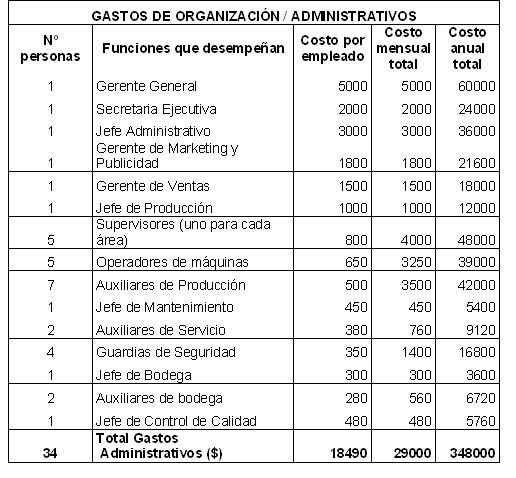 GASTOS DE ORGANIZACIÓN / ADMINISTRATIVOS
N° personas Funciones que desempeñan Costo por empleado Costo mensual total Costo anual total
1 Gerente General 5000 5000 60000
1 Secretaria Ejecutiva 2000 2000 24000
1 Jefe Administrativo 3000 3000 36000
Gerente de Marketing y
1 Publicidad 1800 1800 21600
1 Gerente de Ventas 1500 1500 18000
1 Jefe de Producción 1000 1000 12000
Supervisores (uno para cada
5 área) 800 4000 48000
5 Operadores de máquinas 650 3250 39000
7 Auxiliares de Producción 500 3500 42000
1 Jefe de Mantenimiento 450 450 5400
2 Auxiliares de Servicio 380 760 9120
4 Guardias de Seguridad 350 1400 16800
1 Jefe de Bodega 300 300 3600
2 Auxiliares de bodega 280 560 6720
1 Jefe de Control de Calidad 480 480 5760
Total Gastos
34 Administrativos ($) 18490 29000 348000